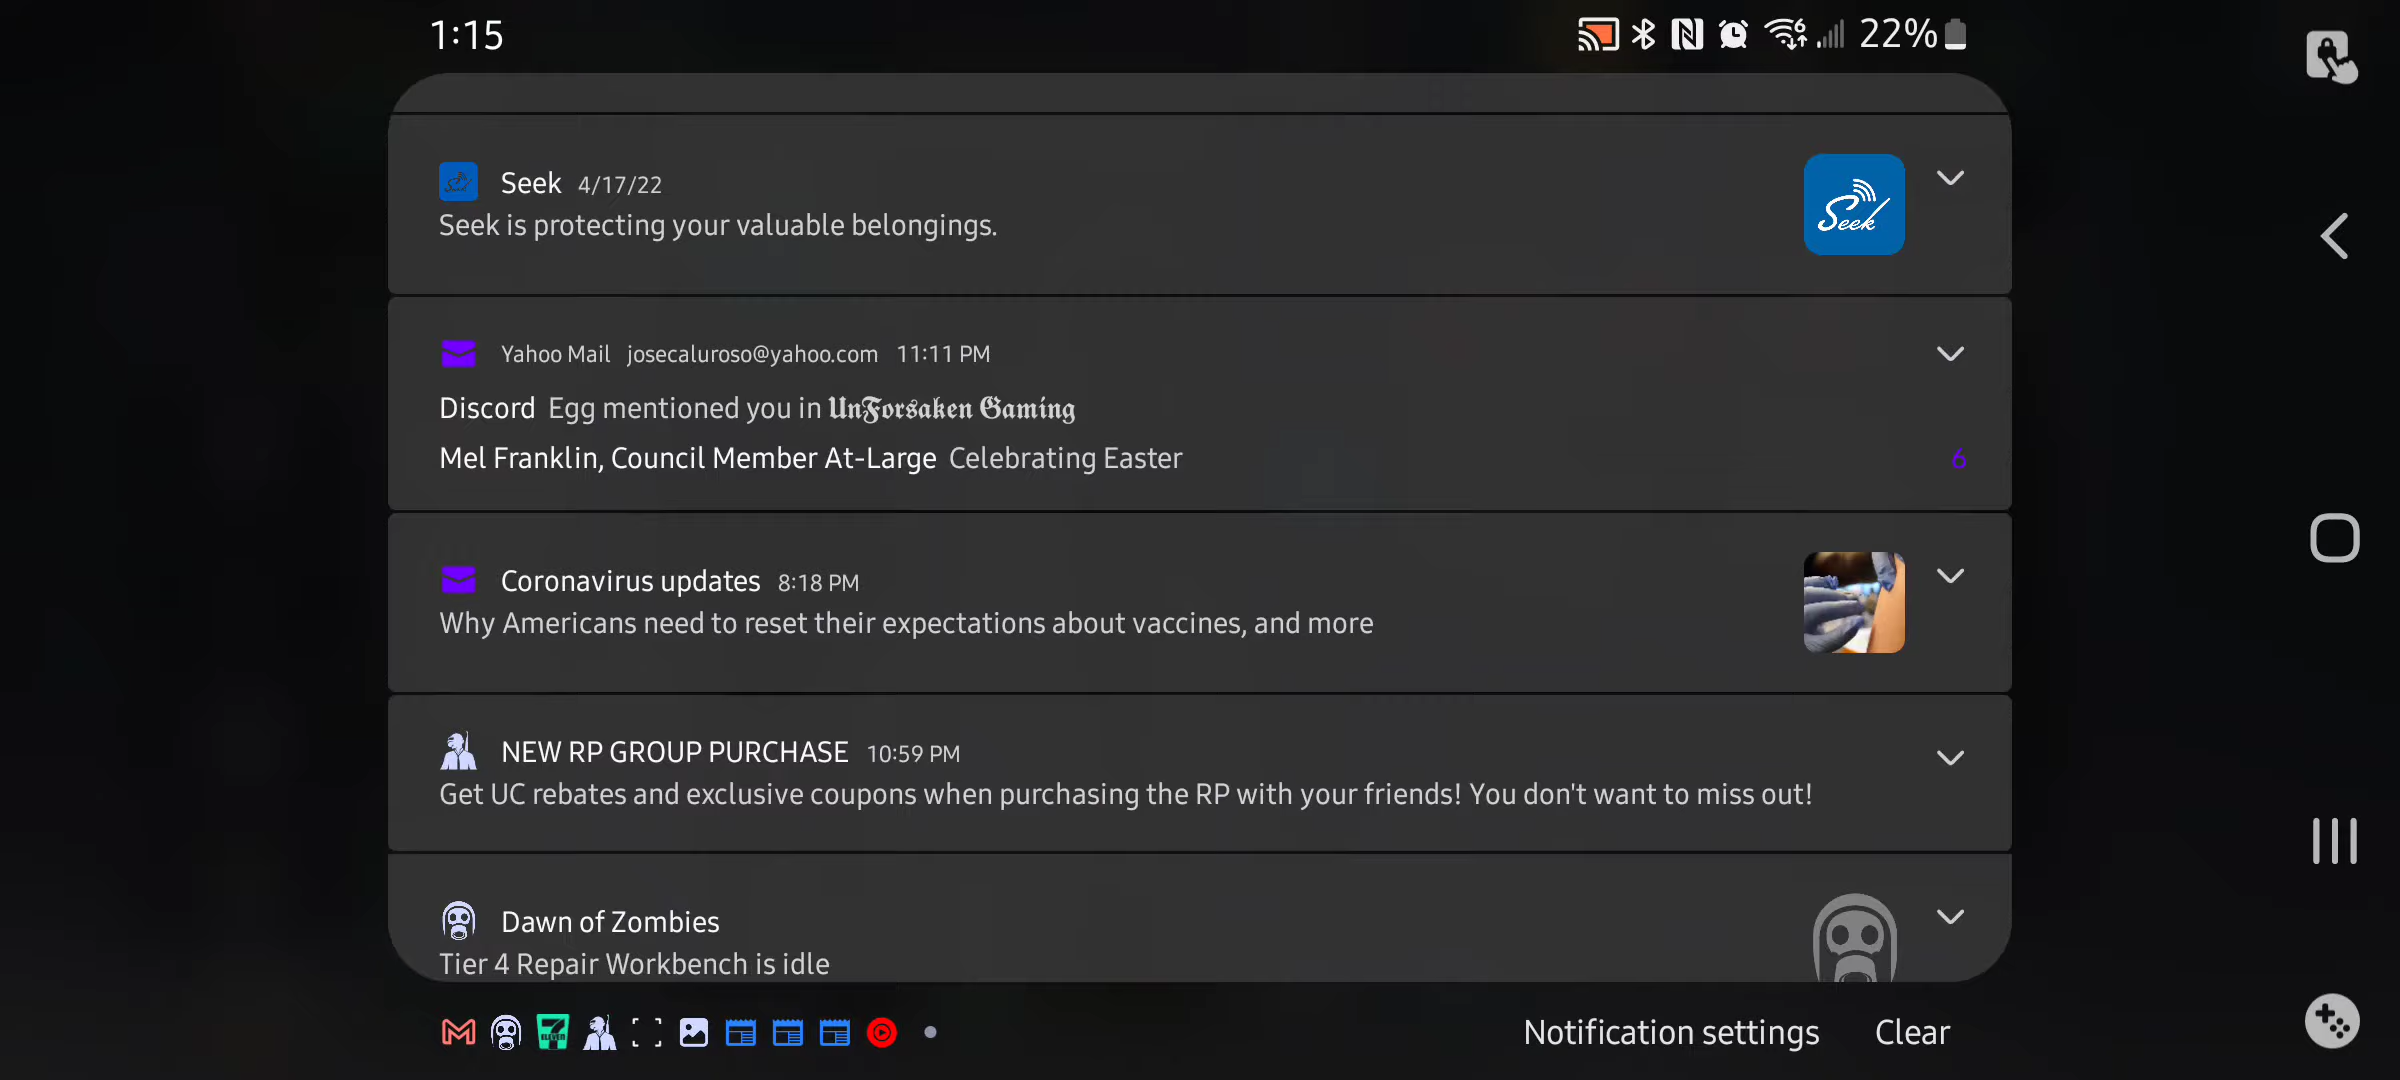 1:15
6
22%
Seek 4/17/22
Seek is protecting your valuable belongings.
Seek
Yahoo Mail josecaluroso@yahoo.com 11:11 PM
Discord Egg mentioned you in 𝖀𝖓𝕱𝖔𝖗𝖘𝖆𝖐𝖊𝖓 𝕲𝖆𝖒𝖎𝖓𝖌
Mel Franklin, Council Member At-Large Celebrating Easter
6
Coronavirus updates 8:18 PM
Why Americans need to reset their expectations about vaccines, and more
NEW RP GROUP PURCHASE 10:59 PM
Get UC rebates and exclusive coupons when purchasing the RP with your friends! You don't want to miss out!
Dawn of Zombies
Tier 4 Repair Workbench is idle
7 ELEVEN
Notification settings Clear